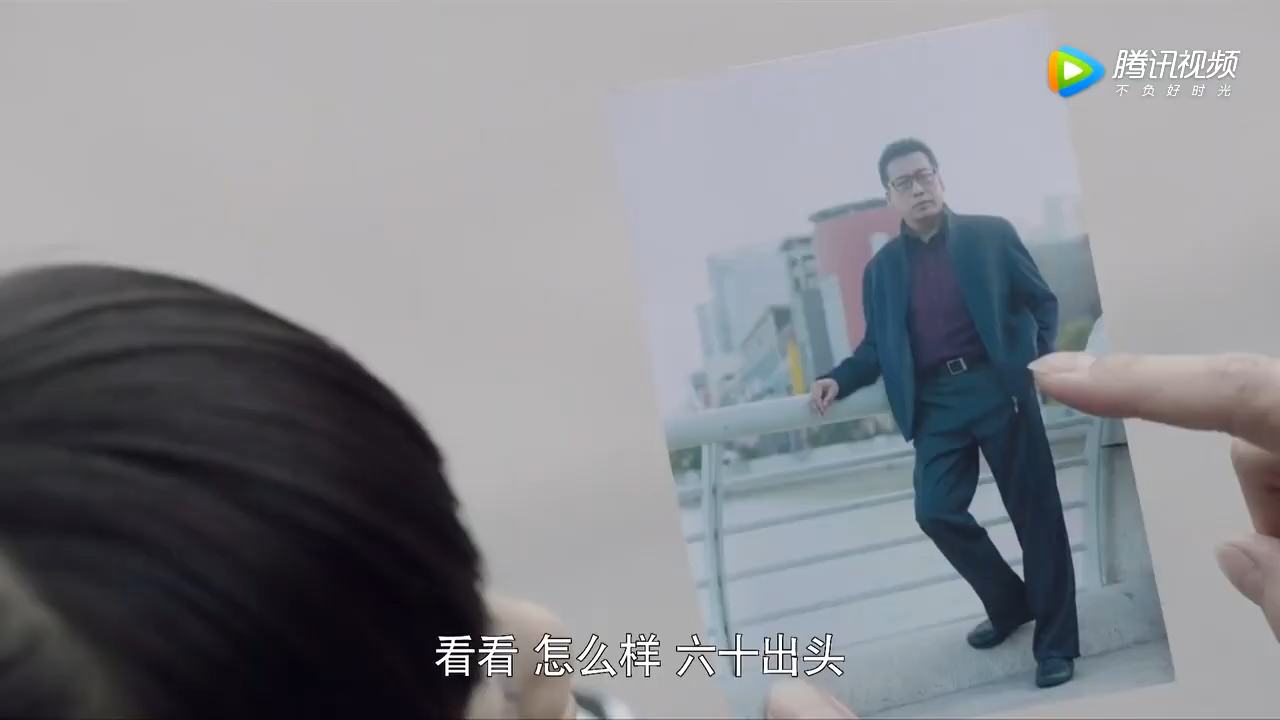 腾讯视频
不负好时光
看看 怎么样 六十出头